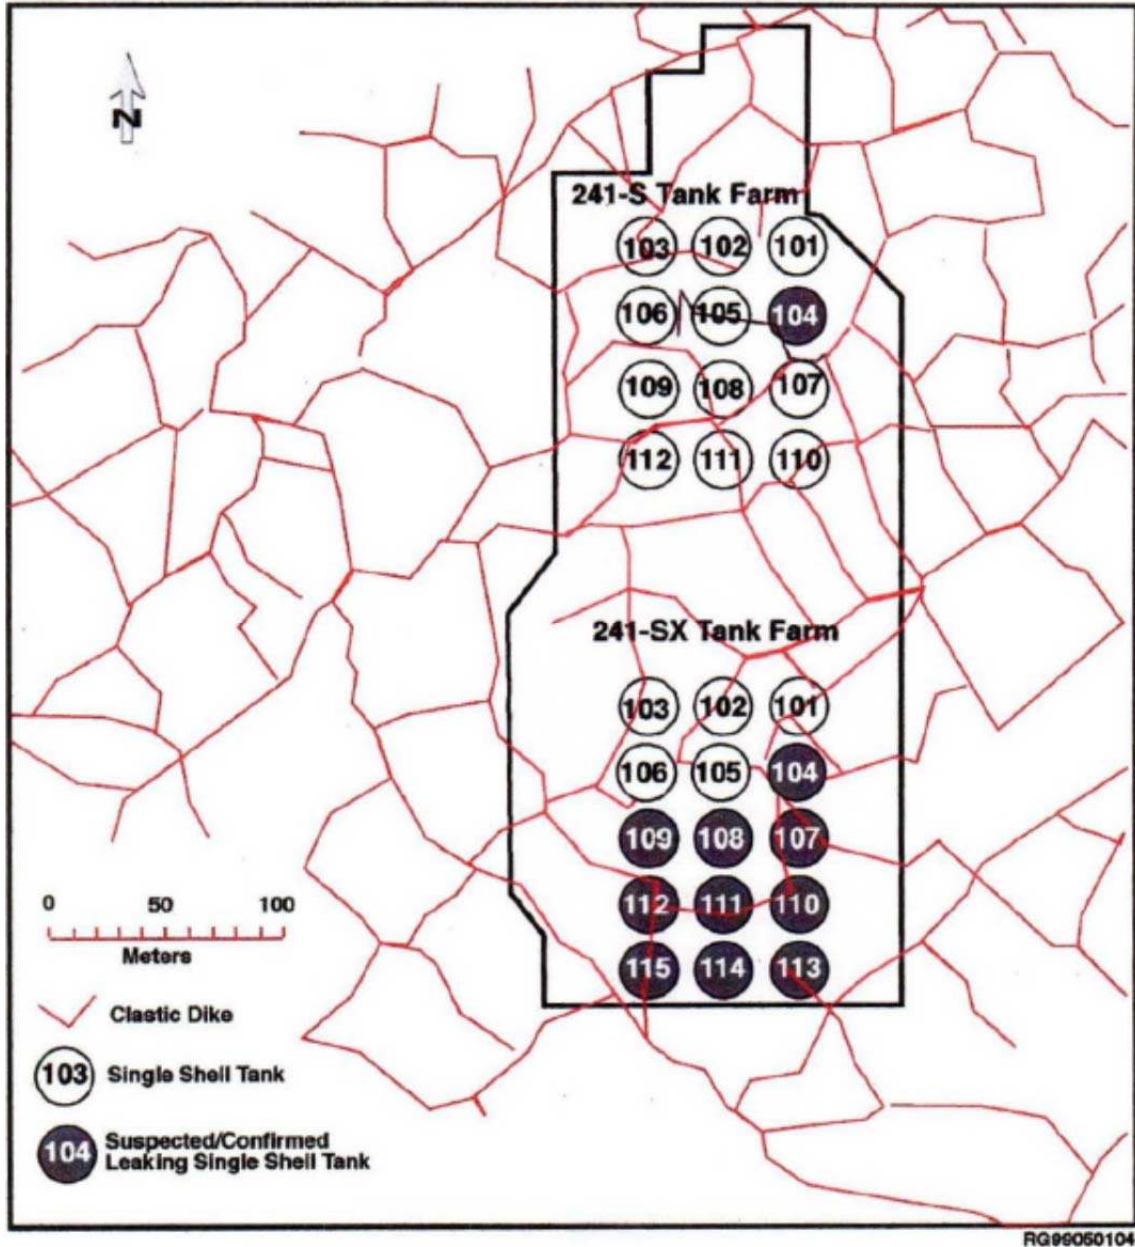 N
241-S Tank Farm
103 102 101
106 105 104
109 108 107
112 111 110
241-SX Tank Farm
103 102 101
106 105 104
109 108 107
112 111 110
115 114 113
0 50 100
Meters
Clastic Dike
103 Single Shell Tank
104 Suspected/Confirmed
Leaking Single Shell Tank
RG99050104